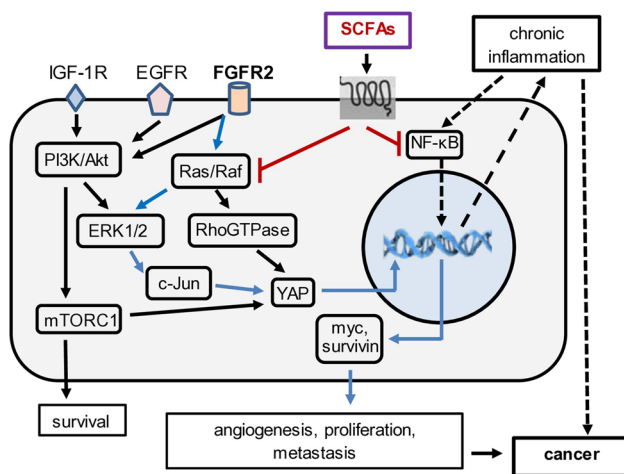 SCFAs
chronic
inflammation
IGF-1R
EGFR
FGFR2
NF-κB
PI3K/Akt
Ras/Raf
ERK1/2
RhoGTPase
c-Jun
YAP
mTORC1
myc,
survivin
survival
angiogenesis, proliferation,
metastasis
cancer